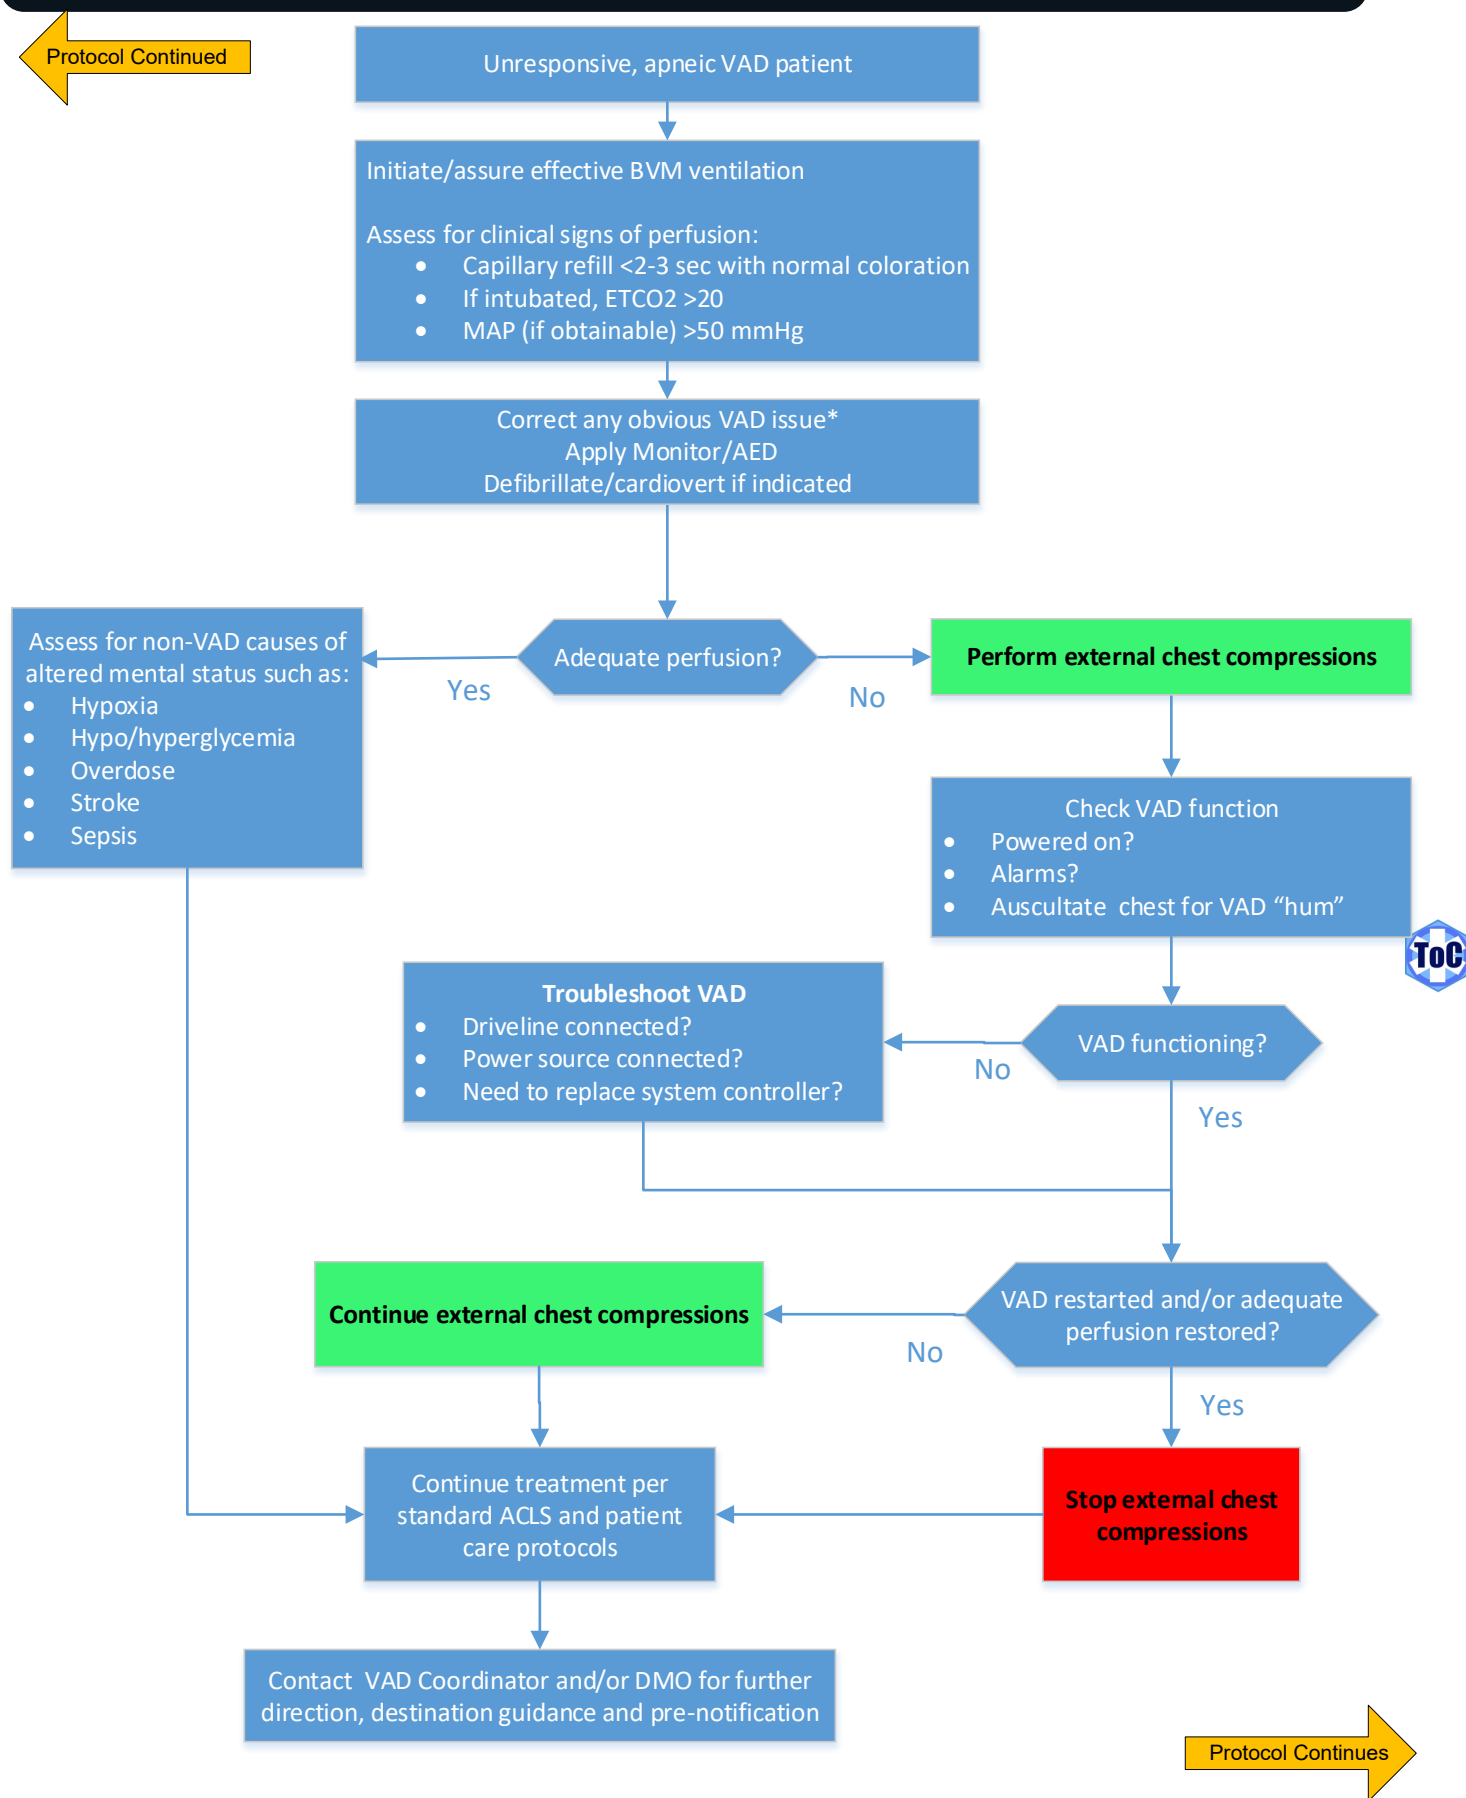 Protocol Continued
Unresponsive, apneic VAD patient
Initiate/assure effective BVM ventilation
Assess for clinical signs of perfusion:
• Capillary refill <2-3 sec with normal coloration
• If intubated, ETCO2 >20
• MAP (if obtainable) >50 mmHg
Correct any obvious VAD issue*
Apply Monitor/AED
Defibrillate/cardiovert if indicated
Adequate perfusion?
Yes
No
Assess for non-VAD causes of
altered mental status such as:
• Hypoxia
• Hypo/hyperglycemia
• Overdose
• Stroke
• Sepsis
Perform external chest compressions
Check VAD function
• Powered on?
• Alarms?
• Auscultate chest for VAD “hum”
ToC
VAD functioning?
No
Yes
Troubleshoot VAD
• Driveline connected?
• Power source connected?
• Need to replace system controller?
VAD restarted and/or adequate
perfusion restored?
No
Yes
Continue external chest compressions
Stop external chest
compressions
Continue treatment per
standard ACLS and patient
care protocols
Contact VAD Coordinator and/or DMO for further
direction, destination guidance and pre-notification
Protocol Continues